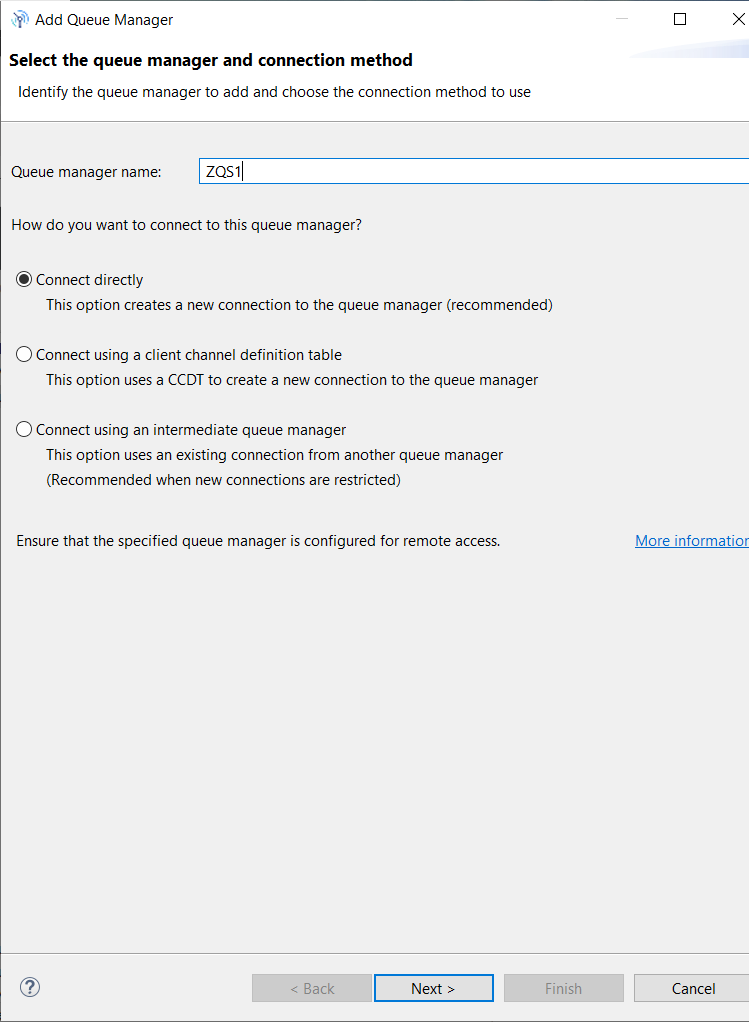 Add Queue Manager
Select the queue manager and connection method
Identify the queue manager to add and choose the connection method to use
Queue manager name: ZQS1
How do you want to connect to this queue manager?
Connect directly
This option creates a new connection to the queue manager (recommended)
Connect using a client channel definition table
This option uses a CCDT to create a new connection to the queue manager
Connect using an intermediate queue manager
This option uses an existing connection from another queue manager
(Recommended when new connections are restricted)
Ensure that the specified queue manager is configured for remote access. More information
?
< Back Next > Finish Cancel